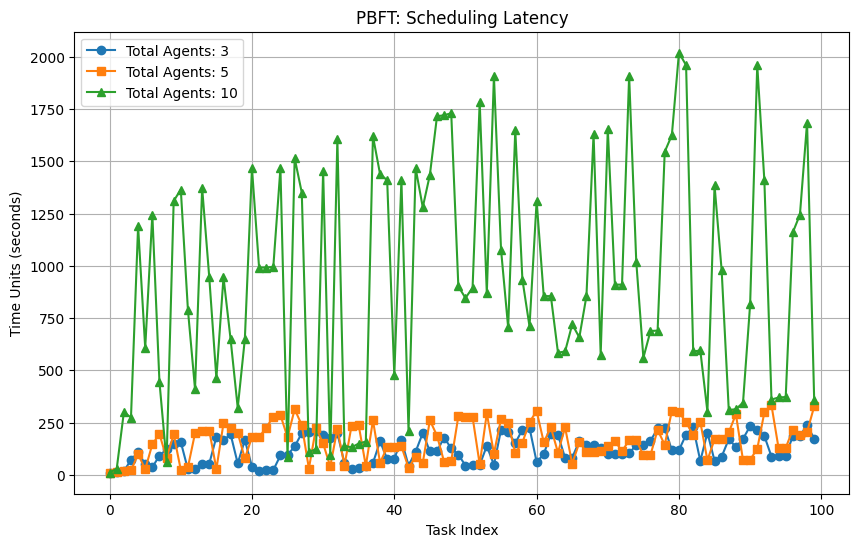 PBFT: Scheduling Latency
Total Agents: 3
Total Agents: 5
Total Agents: 10
Time Units (seconds)
2000
1750
1500
1250
1000
750
500
250
0
0 20 40 60 80 100
Task Index